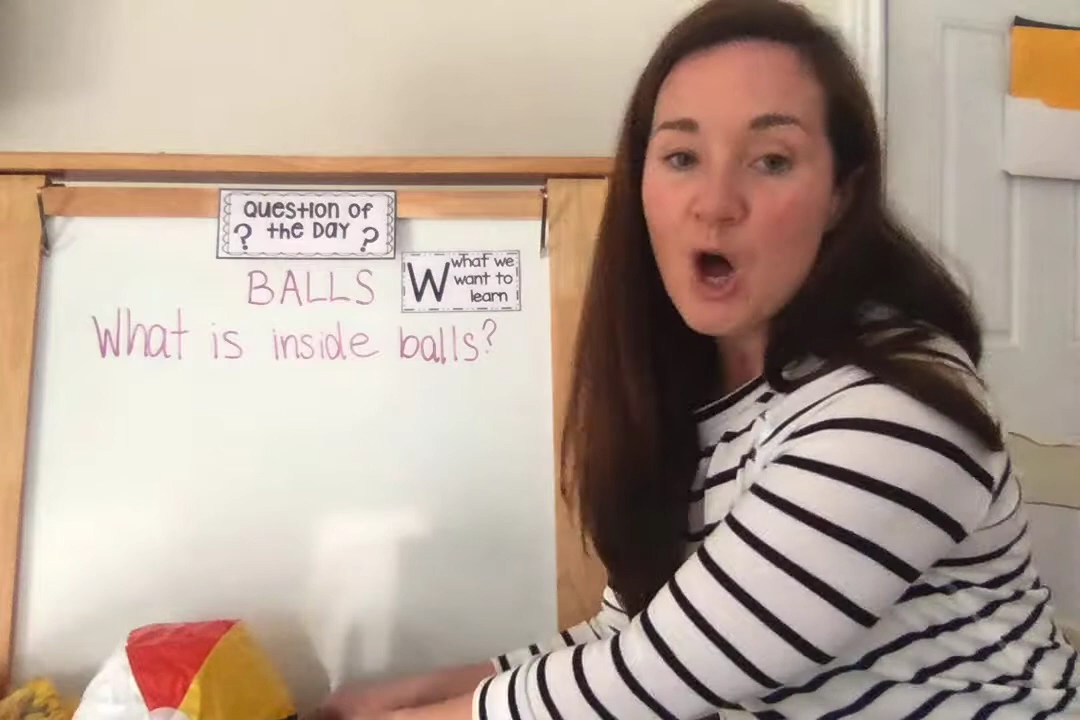 Question of
? the Day ?
BALLS
W what we
want to
learn
What is inside balls?